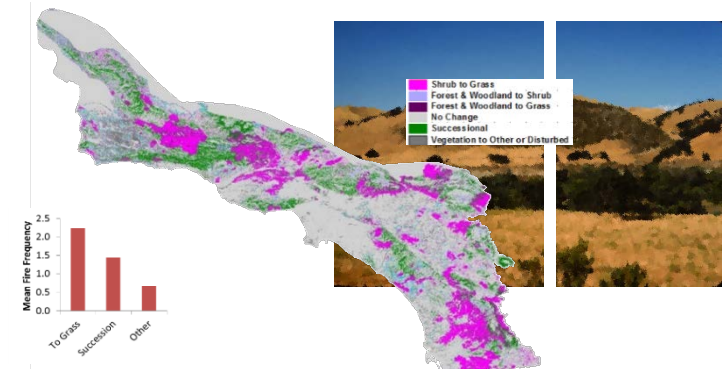 Shrub to Grass
Forest & Woodland to Shrub
Forest & Woodland to Grass
No Change
Successional
Vegetation to Other or Disturbed
Mean Fire Frequency
2.5
2.0
1.5
1.0
0.5
0.0
To Grass
Succession
Other